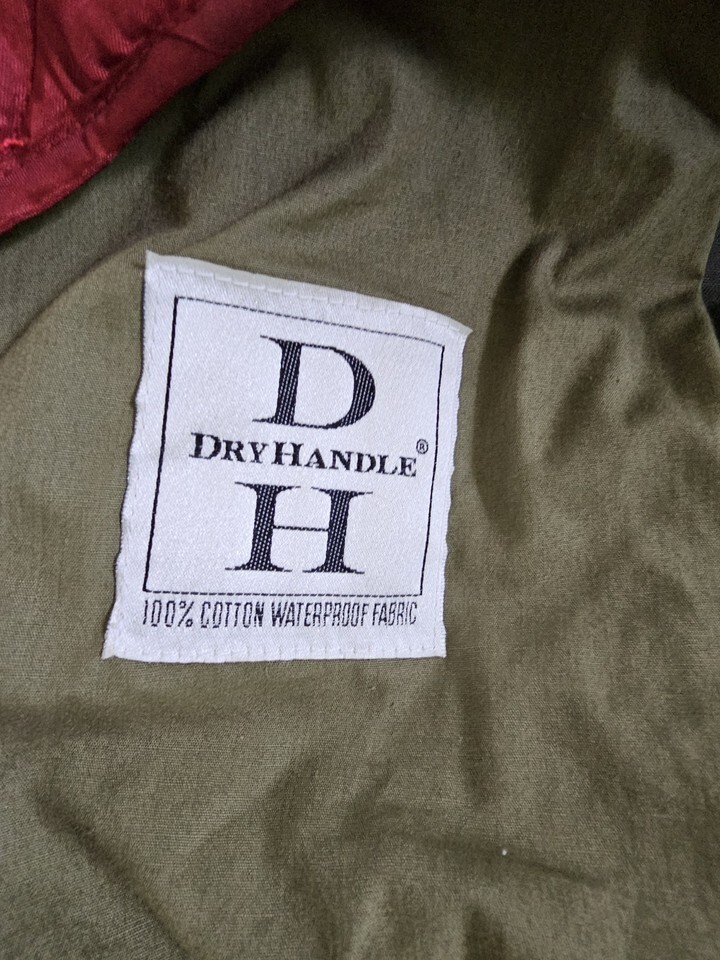 D
DRYHANDLE®
H
100% COTTON WATERPROOF FABRIC